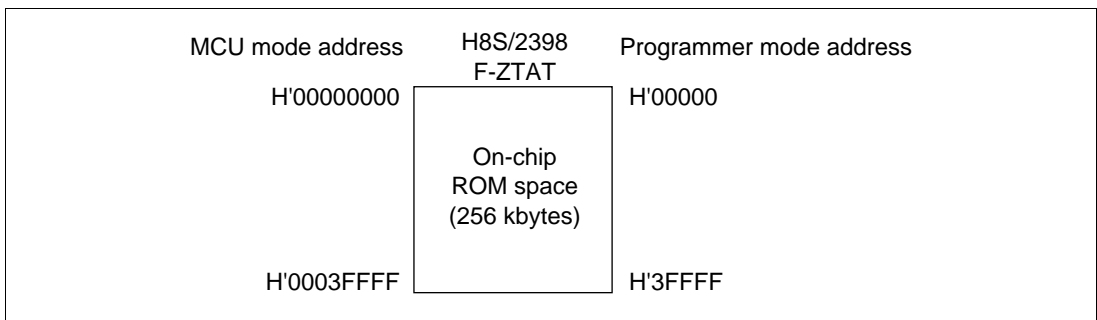 MCU mode address
H8S/2398
F-ZTAT
Programmer mode address
H'00000000
H'00000
On-chip
ROM space
(256 kbytes)
H'0003FFFF
H'3FFFF